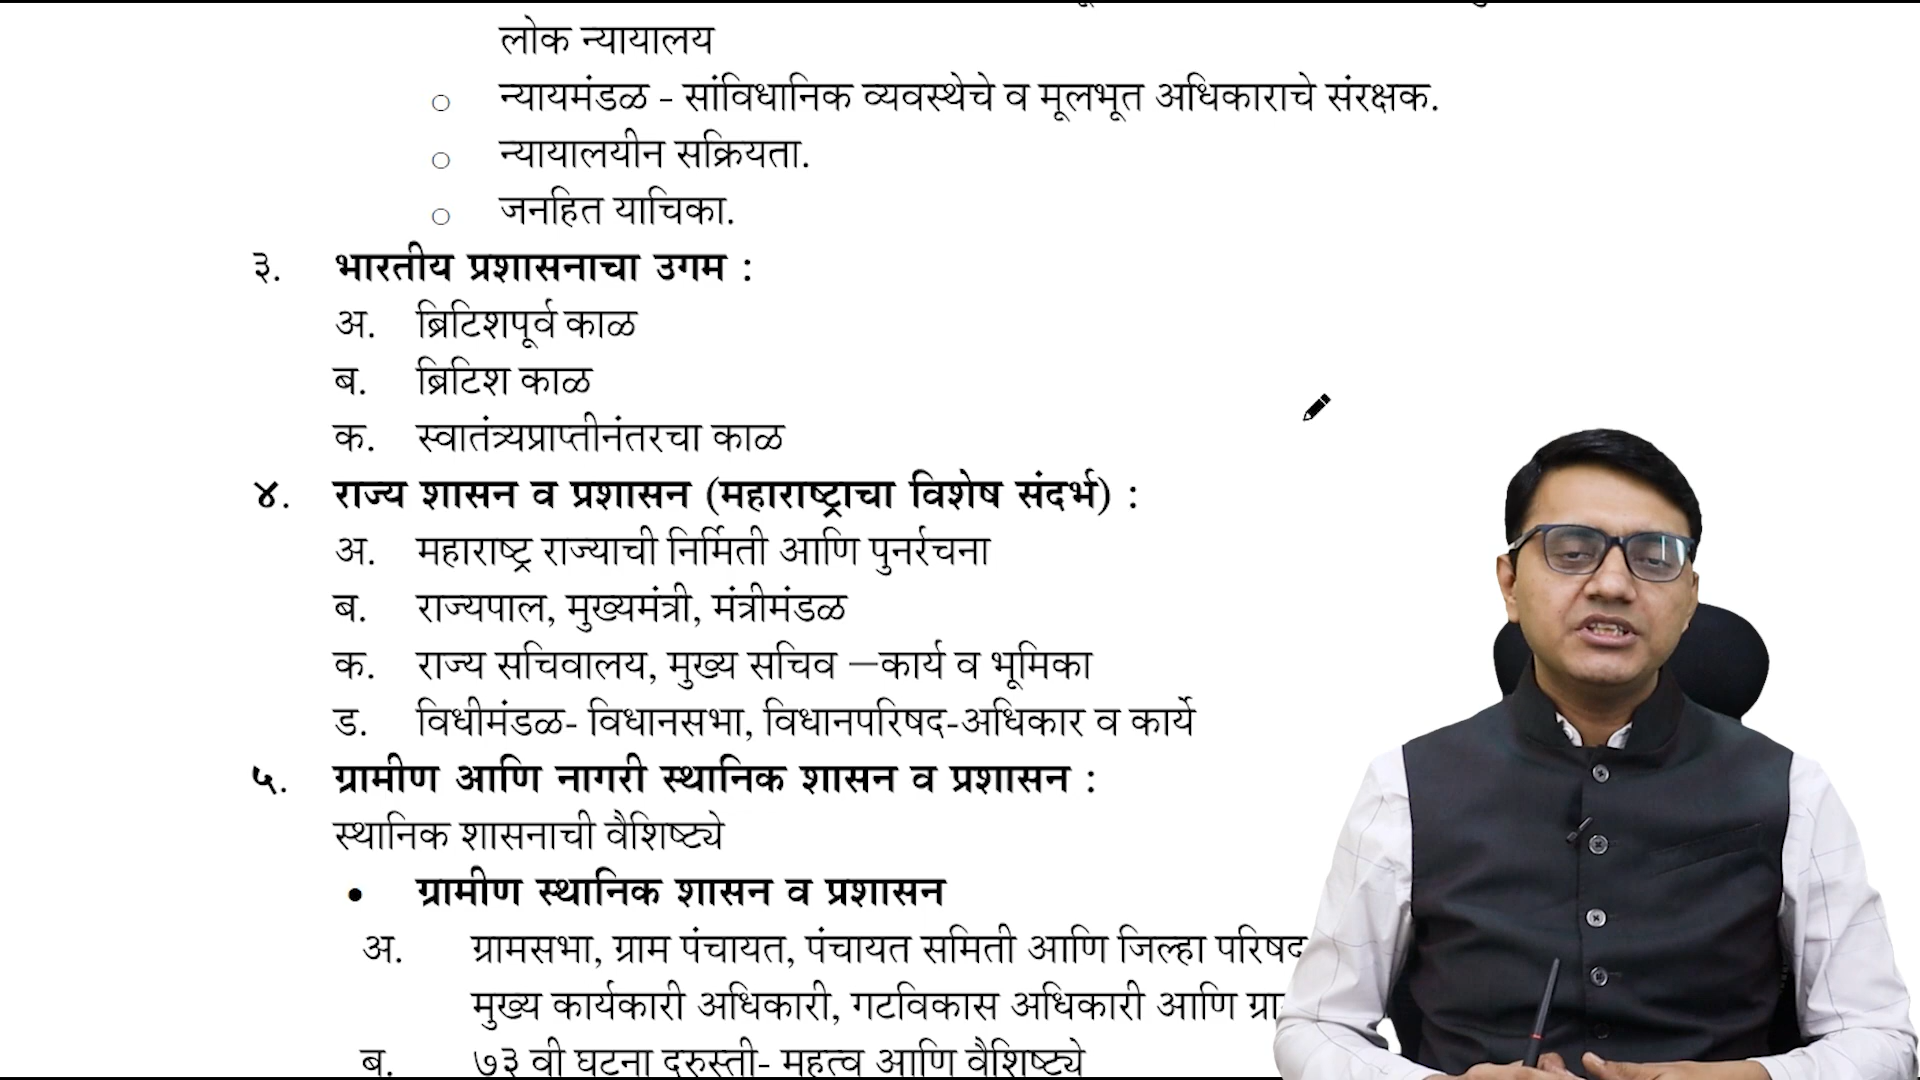 लोक न्यायालय
○ न्यायमंडळ - सांविधानिक व्यवस्थेचे व मूलभूत अधिकाराचे संरक्षक.
○ न्यायालयीन सक्रियता.
○ जनहित याचिका.
३. भारतीय प्रशासनाचा उगम :
अ. ब्रिटिशपूर्व काळ
ब. ब्रिटिश काळ
क. स्वातंत्र्यप्राप्तीनंतरचा काळ
४. राज्य शासन व प्रशासन (महाराष्ट्राचा विशेष संदर्भ) :
अ. महाराष्ट्र राज्याची निर्मिती आणि पुनर्रचना
ब. राज्यपाल, मुख्यमंत्री, मंत्रीमंडळ
क. राज्य सचिवालय, मुख्य सचिव –कार्य व भूमिका
ड. विधीमंडळ- विधानसभा, विधानपरिषद-अधिकार व कार्ये
५. ग्रामीण आणि नागरी स्थानिक शासन व प्रशासन :
स्थानिक शासनाची वैशिष्ट्ये
• ग्रामीण स्थानिक शासन व प्रशासन
अ. ग्रामसभा, ग्राम पंचायत, पंचायत समिती आणि जिल्हा परिषद
मुख्य कार्यकारी अधिकारी, गटविकास अधिकारी आणि
ब. ७३ वी घटना दुरुस्ती- महत्व आणि वैशिष्ट्ये